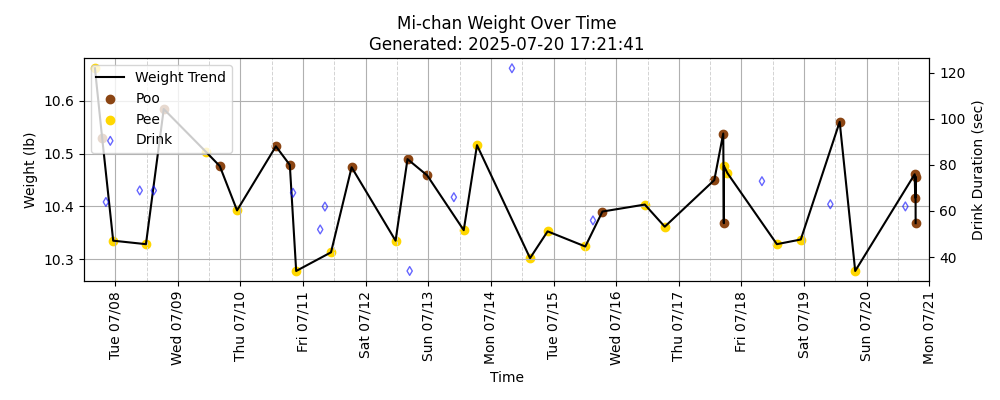 Mi-chan Weight Over Time
Generated: 2025-07-20 17:21:41
Weight Trend
Poo
Pee
Drink
Weight (lb)
10.6
10.5
10.4
10.3
Drink Duration (sec)
120
100
80
60
40
Tue 07/08
Wed 07/09
Thu 07/10
Fri 07/11
Sat 07/12
Sun 07/13
Mon 07/14
Tue 07/15
Wed 07/16
Thu 07/17
Fri 07/18
Sat 07/19
Sun 07/20
Mon 07/21
Time